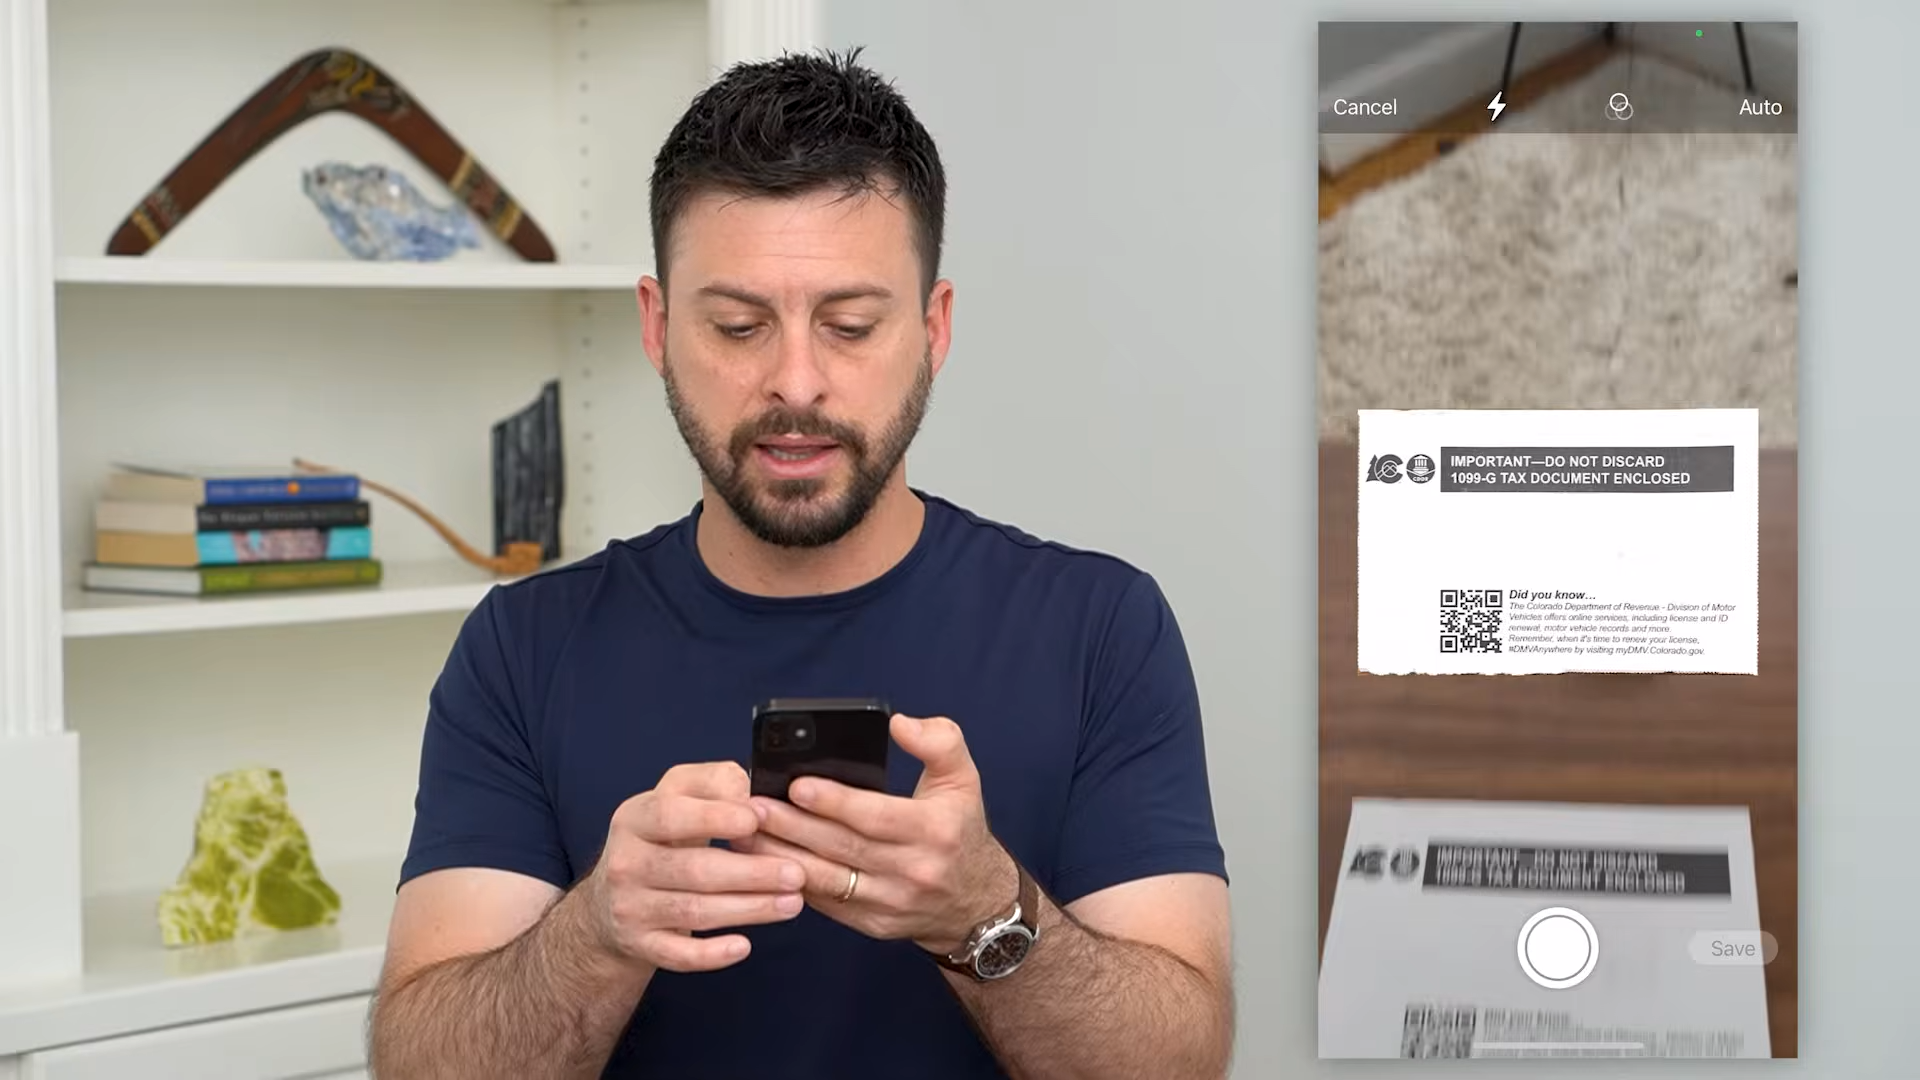 Cancel
Auto
IMPORTANT—DO NOT DISCARD
1099-G TAX DOCUMENT ENCLOSED
CDOR
Did you know...
The Colorado Department of Revenue - Division of Motor
Vehicles offers online services, including license and ID
renewal, motor vehicle records and more.
Remember, when it's time to renew your license,
#DMVAnywhere by visiting myDMV.Colorado.gov.
IMPORTANT—DO NOT DISCARD
1099-G TAX DOCUMENT ENCLOSED
Save